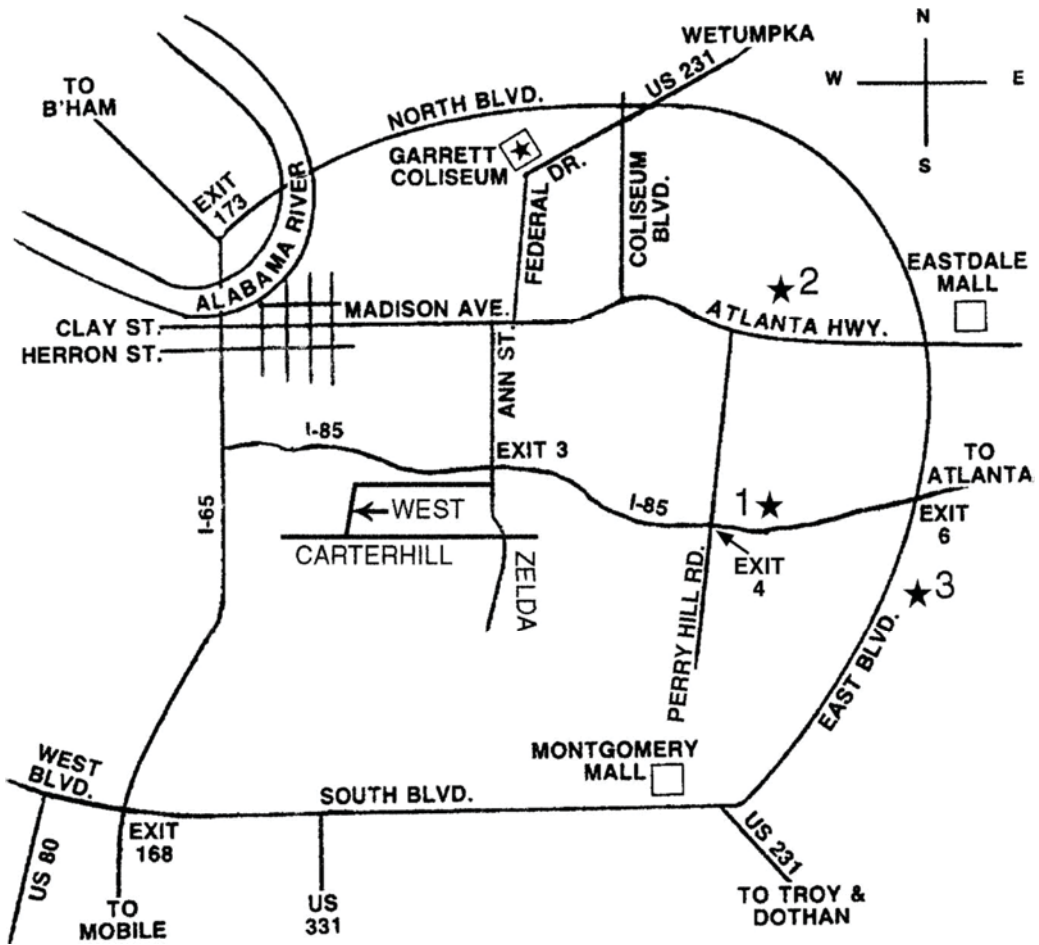 N
W E
S
WETUMPKA
US 231
TO
B'HAM
NORTH BLVD.
GARRETT
COLISEUM
FEDERAL DR.
COLISEUM
BLVD.
EXIT
173
ALABAMA RIVER
2
EASTDALE
MALL
MADISON AVE.
ATLANTA HWY.
CLAY ST.
HERRON ST.
ANN ST.
I-85
EXIT 3
TO
ATLANTA
I-65
WEST
I-85
1
EXIT
6
CARTERHILL
ZELDA
EXIT
4
PERRY HILL RD.
3
EAST BLVD.
MONTGOMERY
MALL
WEST
BLVD.
SOUTH BLVD.
EXIT
168
US 80
US 231
TO
MOBILE
US
331
TO TROY &
DOTHAN